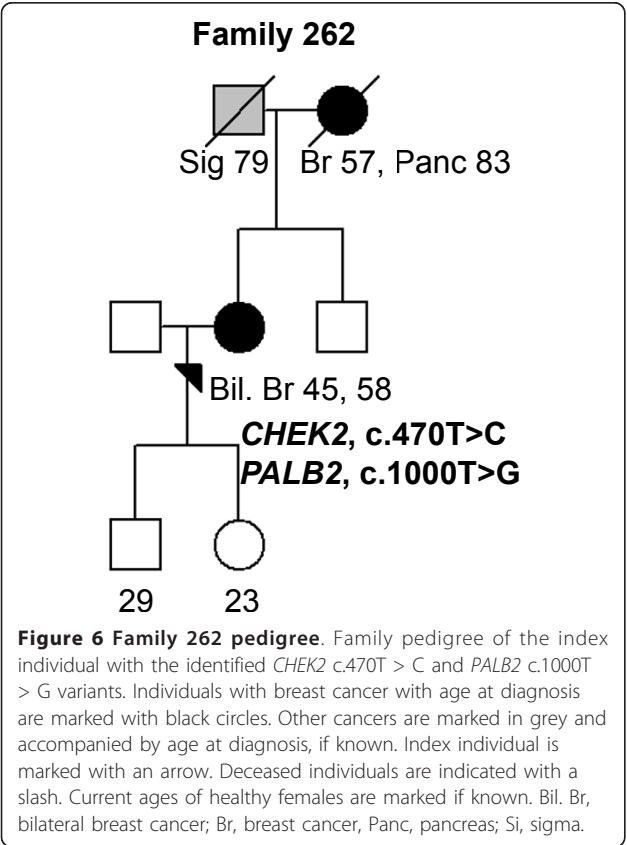 Family 262
Sig 79 Br 57, Panc 83
Bil. Br 45, 58
CHEK2, c.470T>C
PALB2, c.1000T>G
29 23
Figure 6 Family 262 pedigree. Family pedigree of the index
individual with the identified CHEK2 c.470T > C and PALB2 c.1000T
> G variants. Individuals with breast cancer with age at diagnosis
are marked with black circles. Other cancers are marked in grey and
accompanied by age at diagnosis, if known. Index individual is
marked with an arrow. Deceased individuals are indicated with a
slash. Current ages of healthy females are marked if known. Bil. Br,
bilateral breast cancer; Br, breast cancer, Panc, pancreas; Si, sigma.